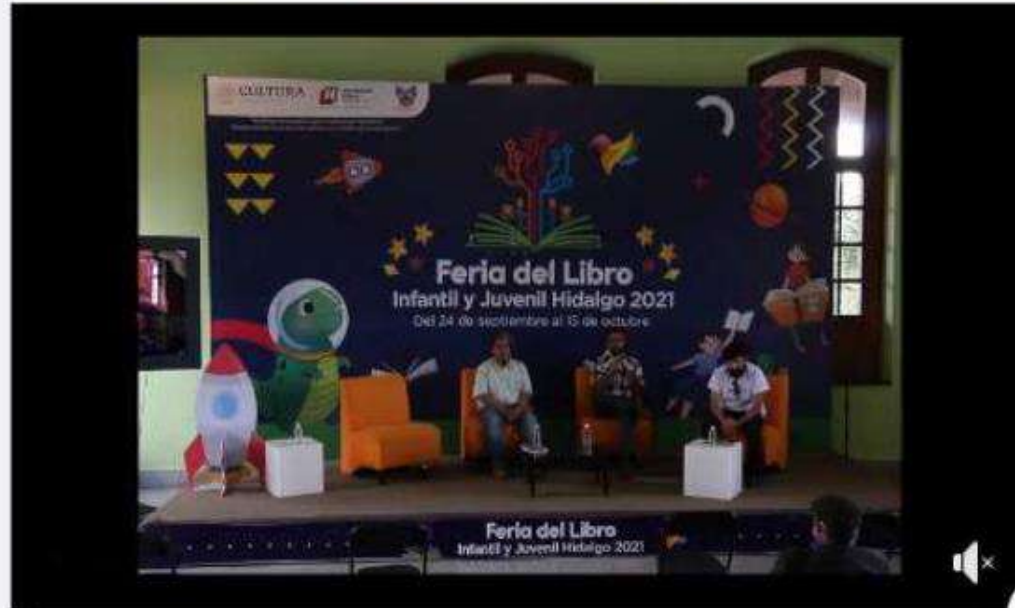 CULTURA
Feria del Libro
Infantil y Juvenil Hidalgo 2021
Del 24 de septiembre al 15 de octubre
Feria del Libro
Infantil y Juvenil Hidalgo 2021